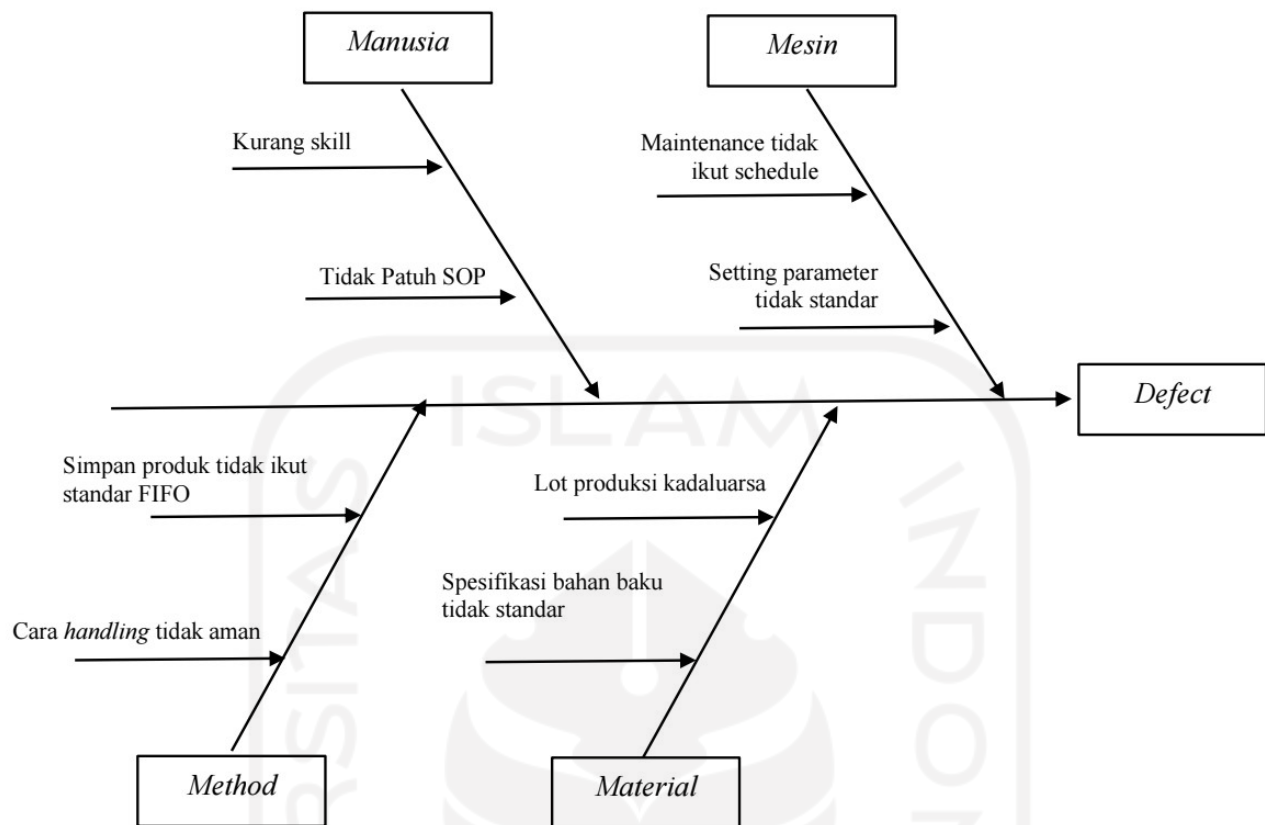 Manusia
Mesin
Kurang skill
Maintenance tidak
ikut schedule
Tidak Patuh SOP
Setting parameter
tidak standar
Defect
Simpan produk tidak ikut
standar FIFO
Lot produksi kadaluarsa
Spesifikasi bahan baku
tidak standar
Cara handling tidak aman
Method
Material
ISLAM